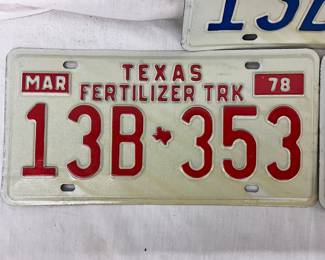 TEXAS
MAR FERTILIZER TRK 78
13B 353